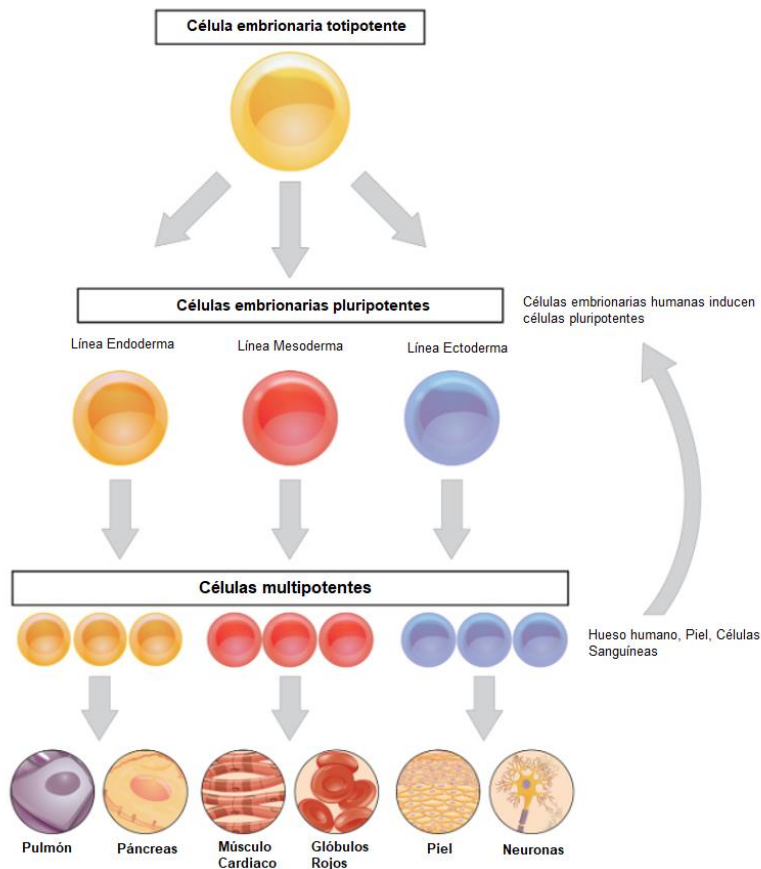 Célula embrionaria totipotente
Células embrionarias pluripotentes
Células embrionarias humanas inducen
células pluripotentes
Línea Endoderma
Línea Mesoderma
Línea Ectoderma
Células multipotentes
Hueso humano, Piel, Células
Sanguíneas
Pulmón
Páncreas
Músculo
Cardiaco
Glóbulos
Rojos
Piel
Neuronas